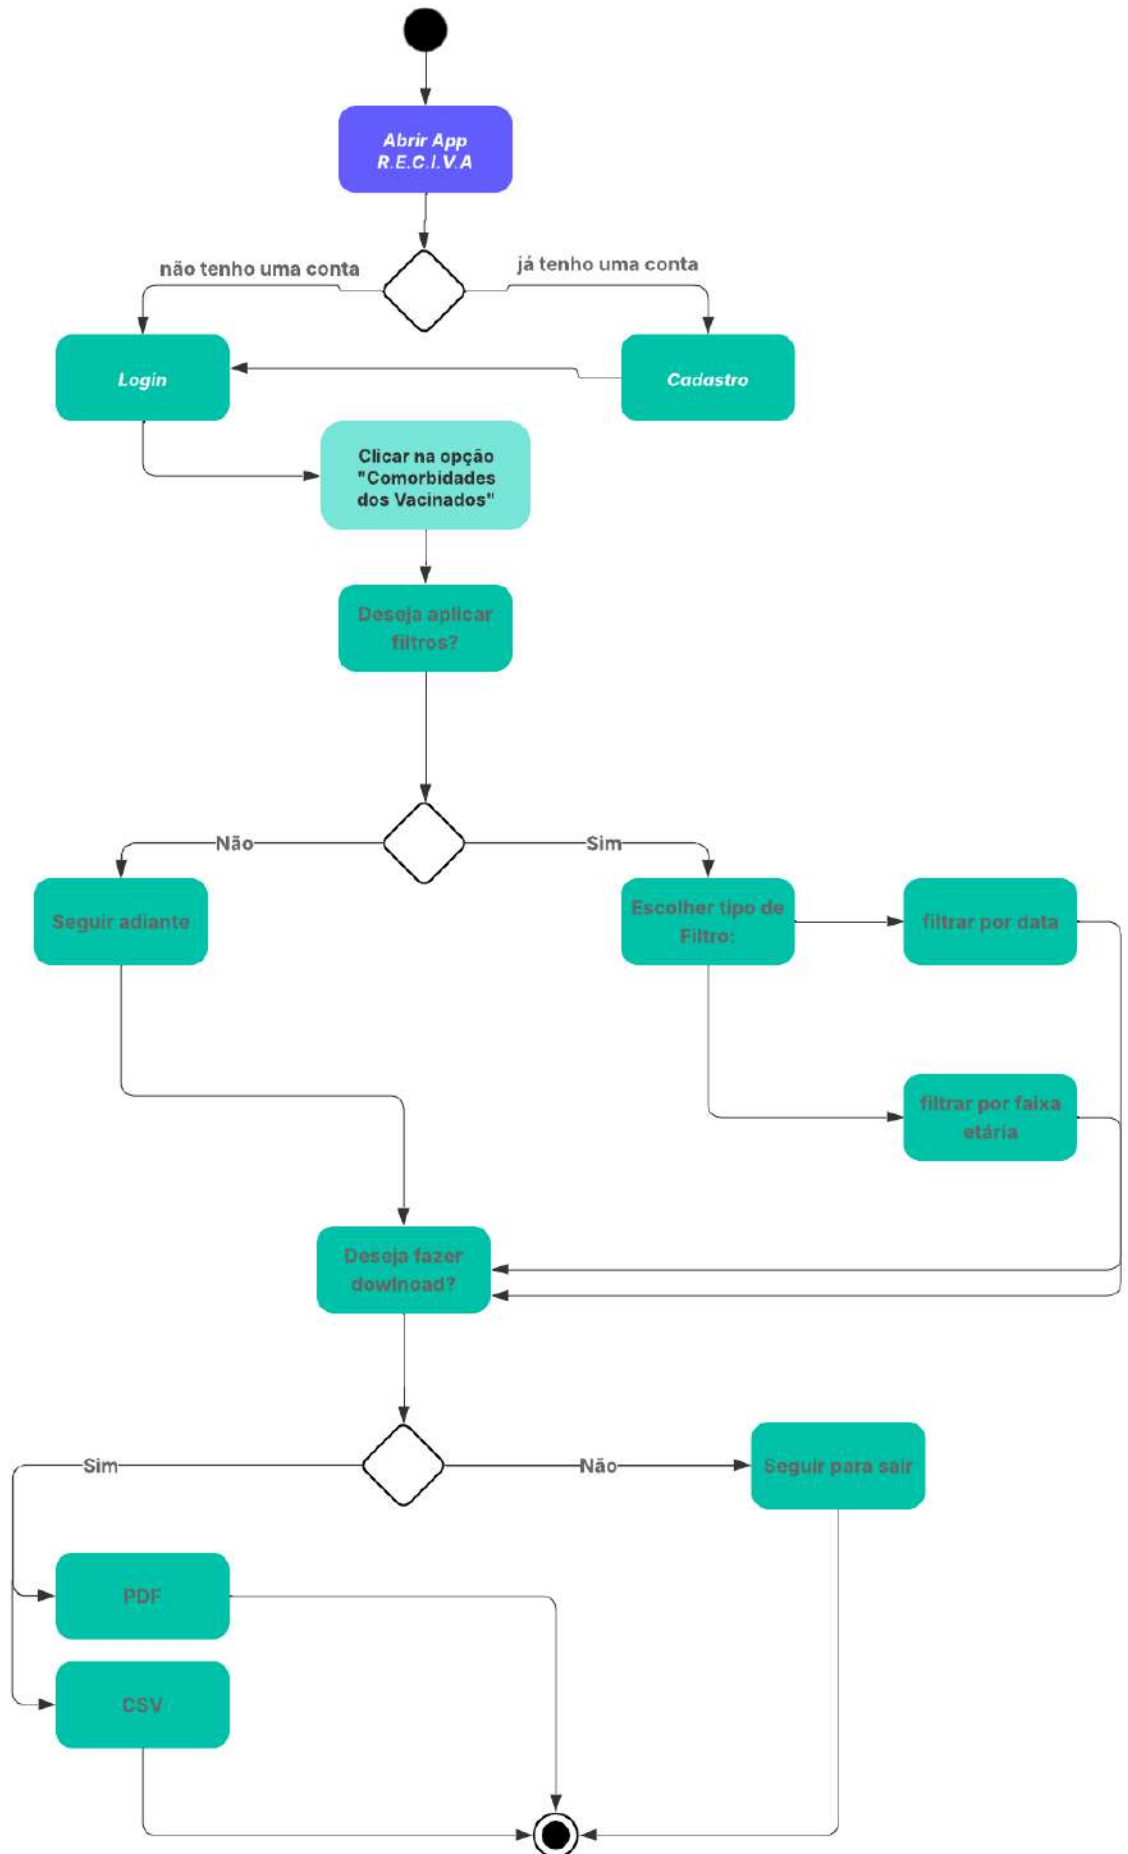 Abrir App
R.E.C.I.V.A
não tenho uma conta
já tenho uma conta
Login
Cadastro
Clicar na opção
"Comorbidades
dos Vacinados"
Deseja aplicar
filtros?
Não
Sim
Seguir adiante
Escolher tipo de
Filtro:
filtrar por data
filtrar por faixa
etária
Deseja fazer
dowlnoad?
Sim
Não
Seguir para sair
PDF
CSV